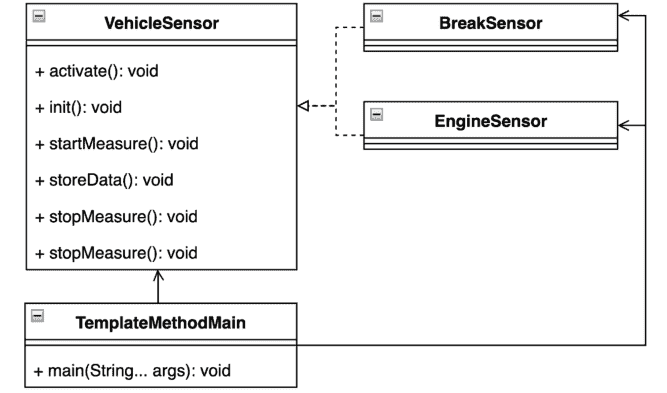 VehicleSensor
+ activate(): void
+ init(): void
+ startMeasure(): void
+ storeData(): void
+ stopMeasure(): void
+ stopMeasure(): void
BreakSensor
EngineSensor
TemplateMethodMain
+ main(String... args): void